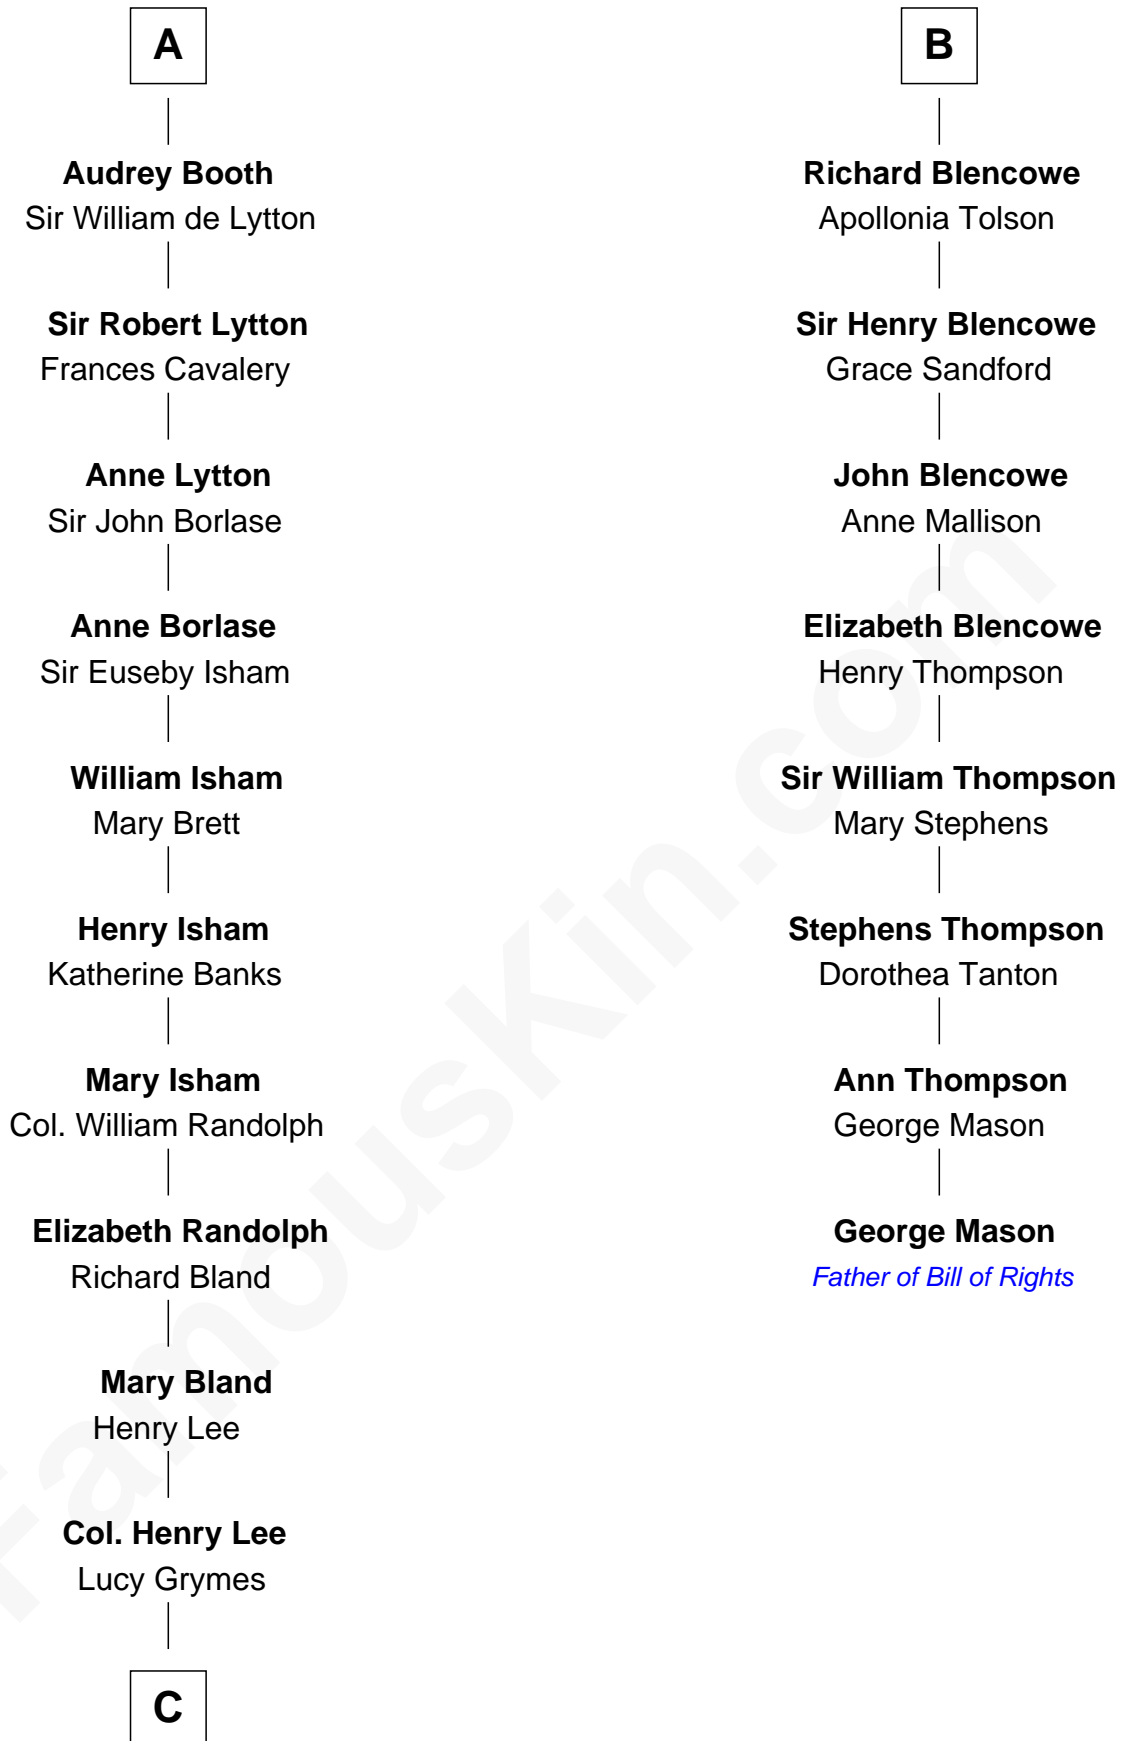 A
Audrey Booth
Sir William de Lytton
Sir Robert Lytton
Frances Cavalery
Anne Lytton
Sir John Borlase
Anne Borlase
Sir Euseby Isham
William Isham
Mary Brett
Henry Isham
Katherine Banks
Mary Isham
Col. William Randolph
Elizabeth Randolph
Richard Bland
Mary Bland
Henry Lee
Col. Henry Lee
Lucy Grymes
C
B
Richard Blencowe
Apollonia Tolson
Sir Henry Blencowe
Grace Sandford
John Blencowe
Anne Mallison
Elizabeth Blencowe
Henry Thompson
Sir William Thompson
Mary Stephens
Stephens Thompson
Dorothea Tanton
Ann Thompson
George Mason
George Mason
Father of Bill of Rights
FamousKin.com